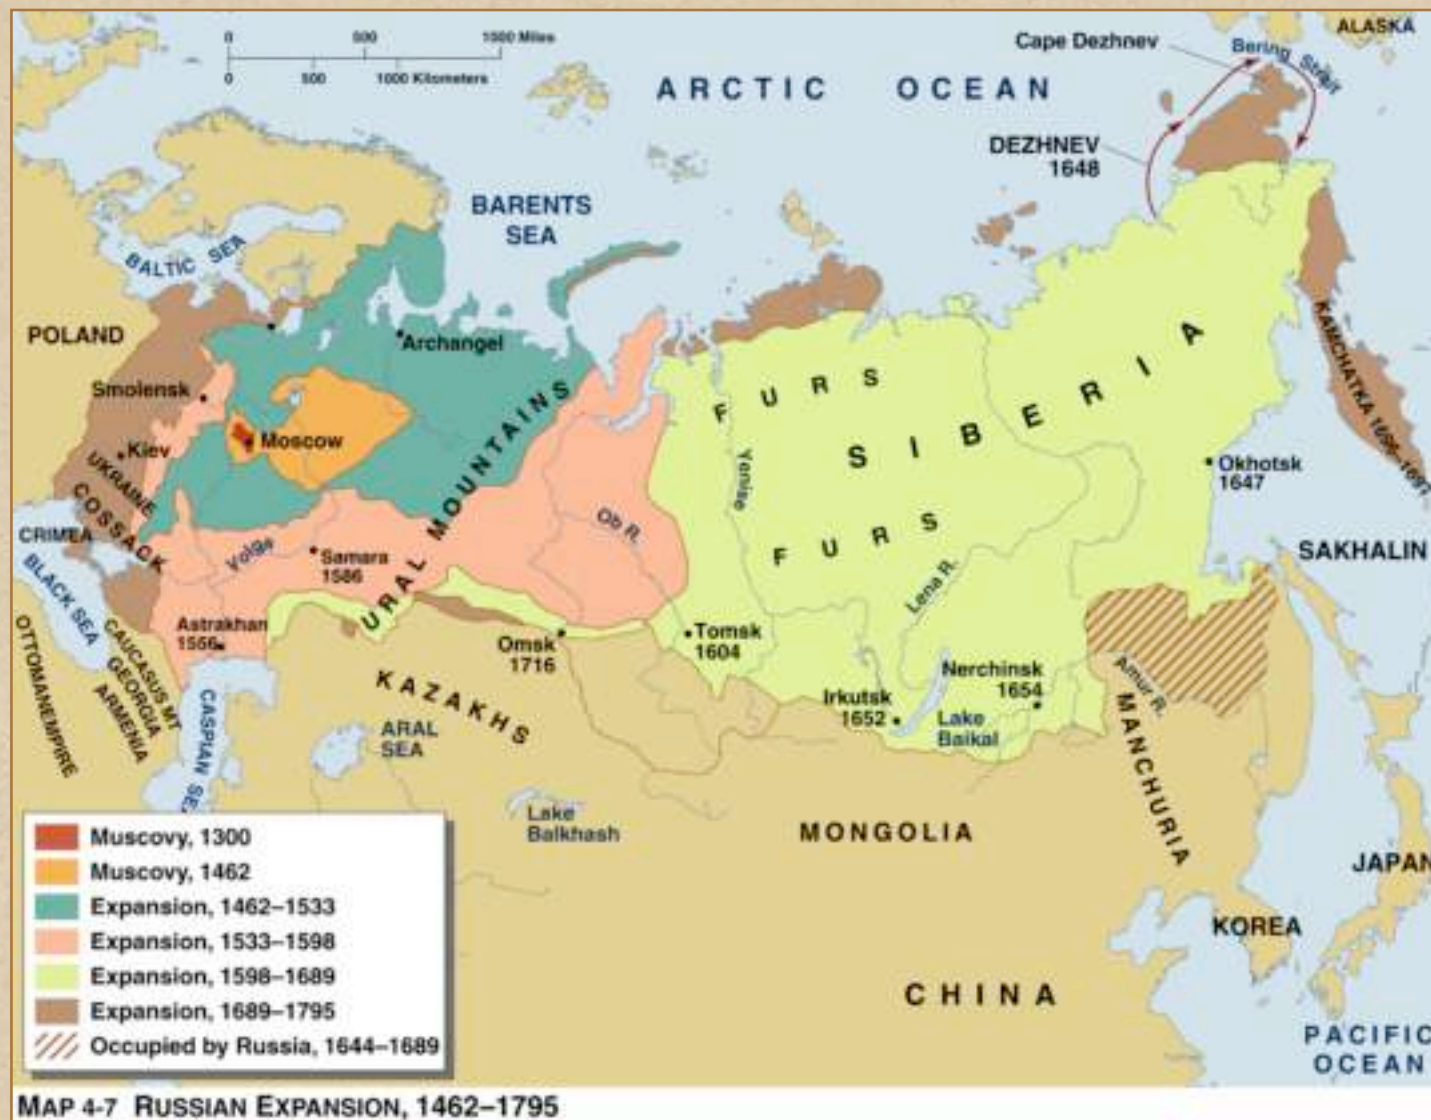 0 500 1000 Miles
0 500 1000 Kilometers
ARCTIC OCEAN
Cape Dezhnev
Bering Strait
ALASKA
DEZHNEV
1648
BARENTS
SEA
BALTIC SEA
POLAND
Archangel
Smolensk
Moscow
Kiev
UKRAINE
COSSACK
CRIMEA
BLACK SEA
OTTOMANEMPIRE
CAUCASUS MT
GEORGIA
ARMENIA
CASPIAN SE
Volga
Samara
1586
Astrakhan
1556
URAL MOUNTAINS
Ob R.
FURS
SIBERIA
FURS
Yenise
Lena R.
KAMCHATKA 1696–1697
Okhotsk
1647
SAKHALIN
Omsk
1716
Tomsk
1604
Irkutsk
1652
Lake
Baikal
Nerchinsk
1654
Amur R.
MANCHURIA
KAZAKHS
ARAL
SEA
Lake
Balkhash
MONGOLIA
JAPAN
KOREA
CHINA
PACIFIC
OCEAN
Muscovy, 1300
Muscovy, 1462
Expansion, 1462–1533
Expansion, 1533–1598
Expansion, 1598–1689
Expansion, 1689–1795
Occupied by Russia, 1644–1689
MAP 4-7 RUSSIAN EXPANSION, 1462–1795